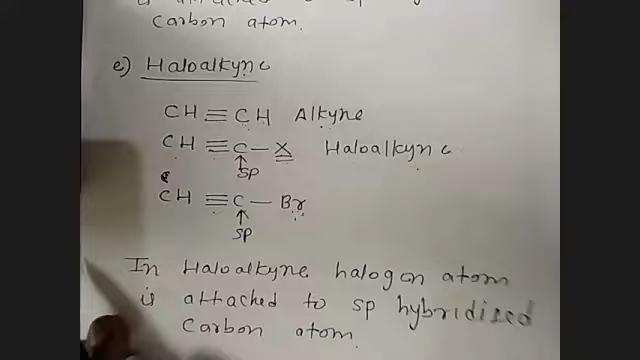 Carbon atom.
e) Haloalkyne
CH ≡ CH Alkyne
CH ≡ C — X Haloalkyne
↑
SP
CH ≡ C — Br
↑
SP
In Haloalkyne halogen atom
is attached to sp hybridised
Carbon atom.